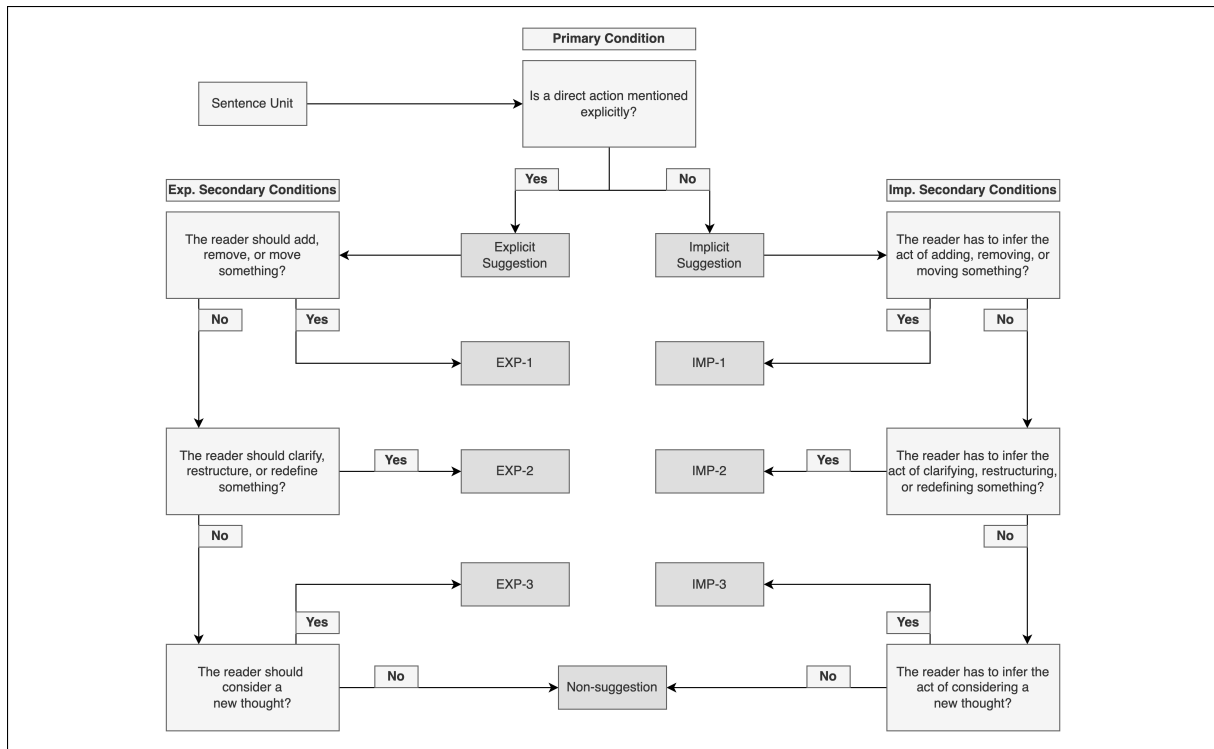 Primary Condition
Is a direct action mentioned
explicitly?
Sentence Unit
Yes
No
Exp. Secondary Conditions
Imp. Secondary Conditions
The reader should add,
remove, or move
something?
Explicit
Suggestion
Implicit
Suggestion
The reader has to infer the
act of adding, removing, or
moving something?
No
Yes
Yes
No
EXP-1
IMP-1
The reader should clarify,
restructure, or redefine
something?
Yes
EXP-2
IMP-2
Yes
The reader has to infer the
act of clarifying, restructuring,
or redefining something?
No
No
EXP-3
IMP-3
Yes
Yes
The reader should
consider a
new thought?
No
Non-suggestion
No
The reader has to infer the
act of considering a
new thought?